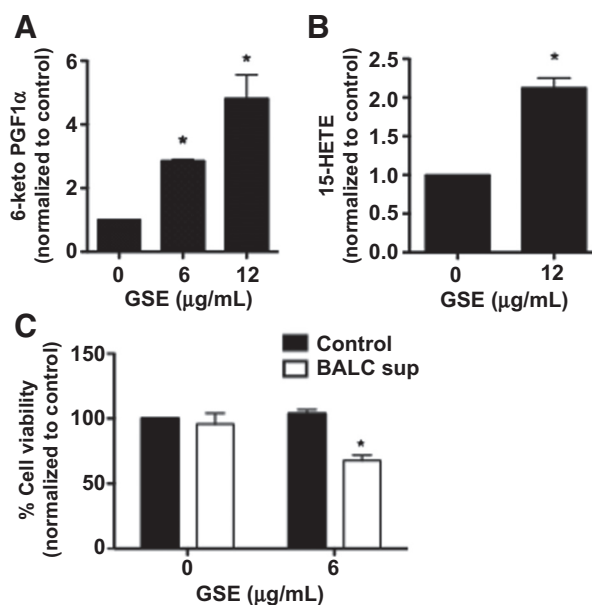 A
6-keto PGF1α
(normalized to control)
6
4
2
0
*
*
0 6 12
GSE (µg/mL)
B
15-HETE
(normalized to control)
2.5
2.0
1.5
1.0
0.5
0.0
*
0 12
GSE (µg/mL)
C
% Cell viability
(normalized to control)
150
100
50
0
Control
BALC sup
*
0 6
GSE (µg/mL)